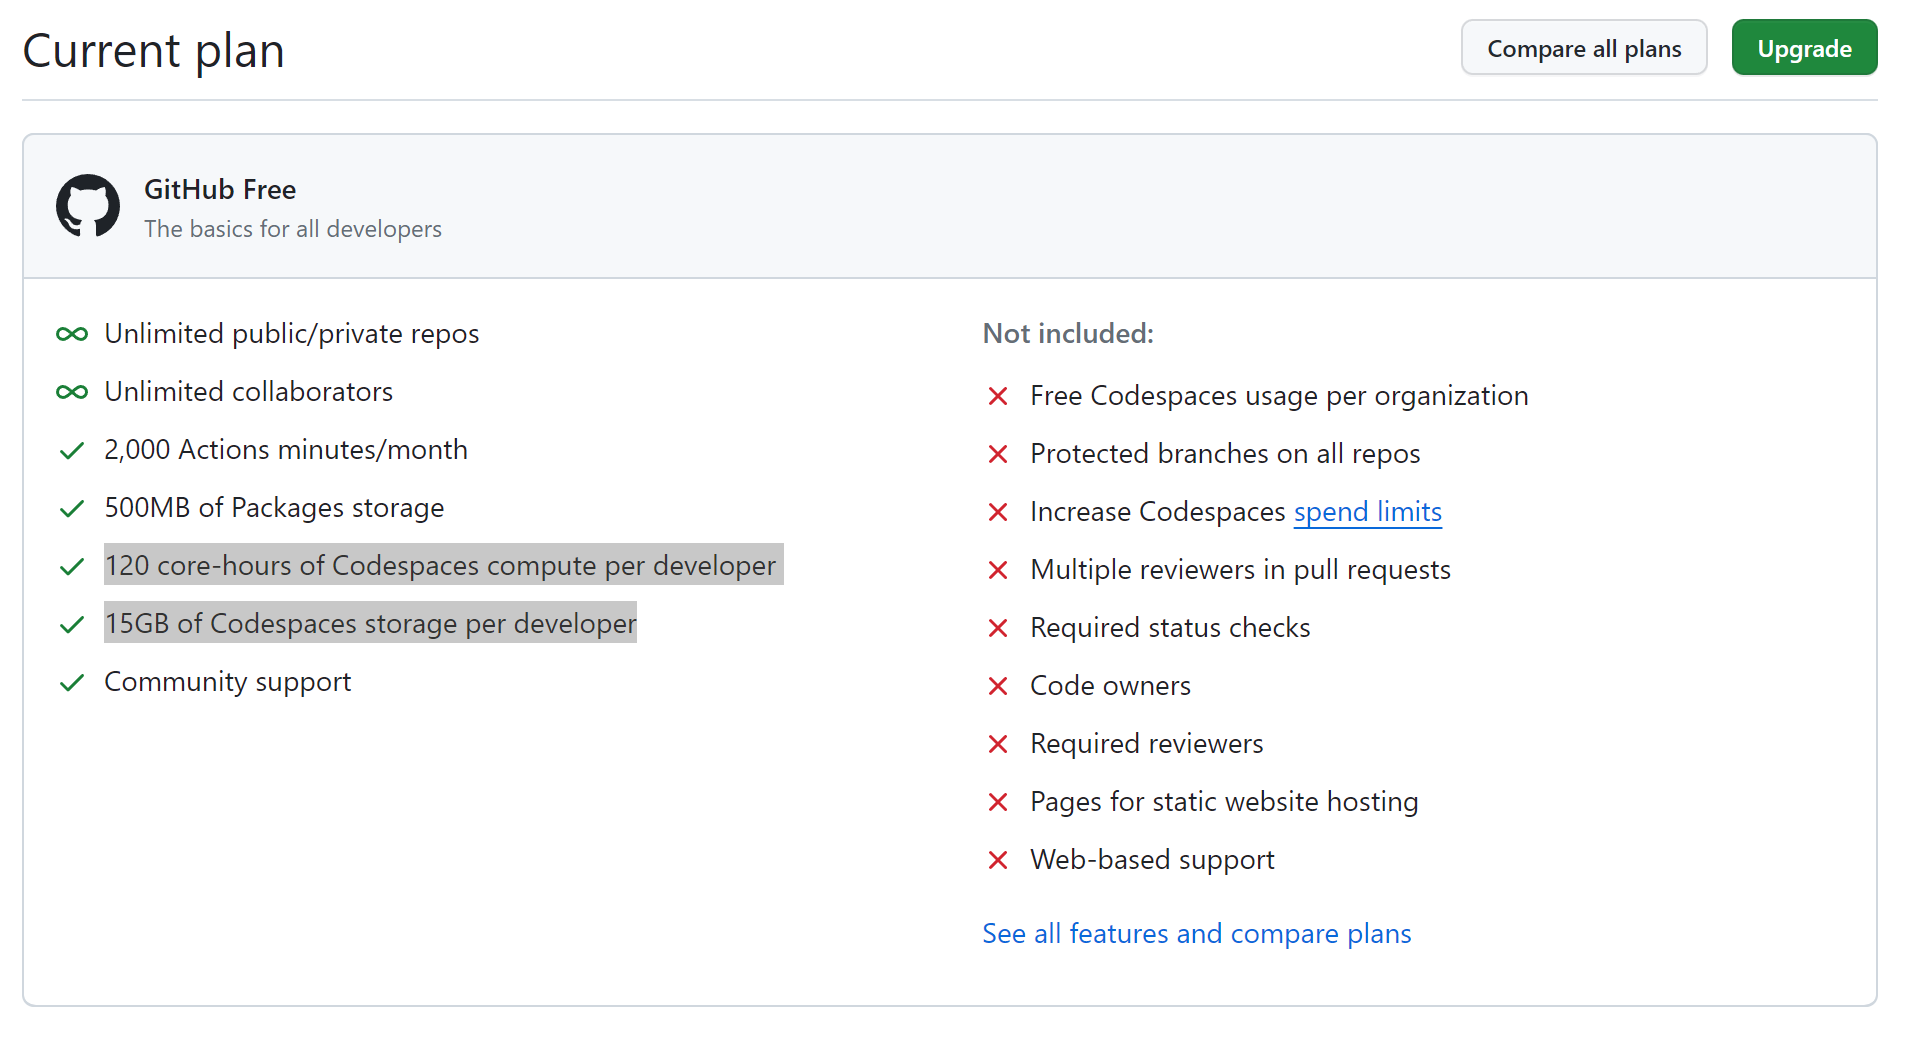 Current plan
Compare all plans
Upgrade
GitHub Free
The basics for all developers
Unlimited public/private repos
Unlimited collaborators
2,000 Actions minutes/month
500MB of Packages storage
120 core-hours of Codespaces compute per developer
15GB of Codespaces storage per developer
Community support
Not included:
Free Codespaces usage per organization
Protected branches on all repos
Increase Codespaces spend limits
Multiple reviewers in pull requests
Required status checks
Code owners
Required reviewers
Pages for static website hosting
Web-based support
See all features and compare plans